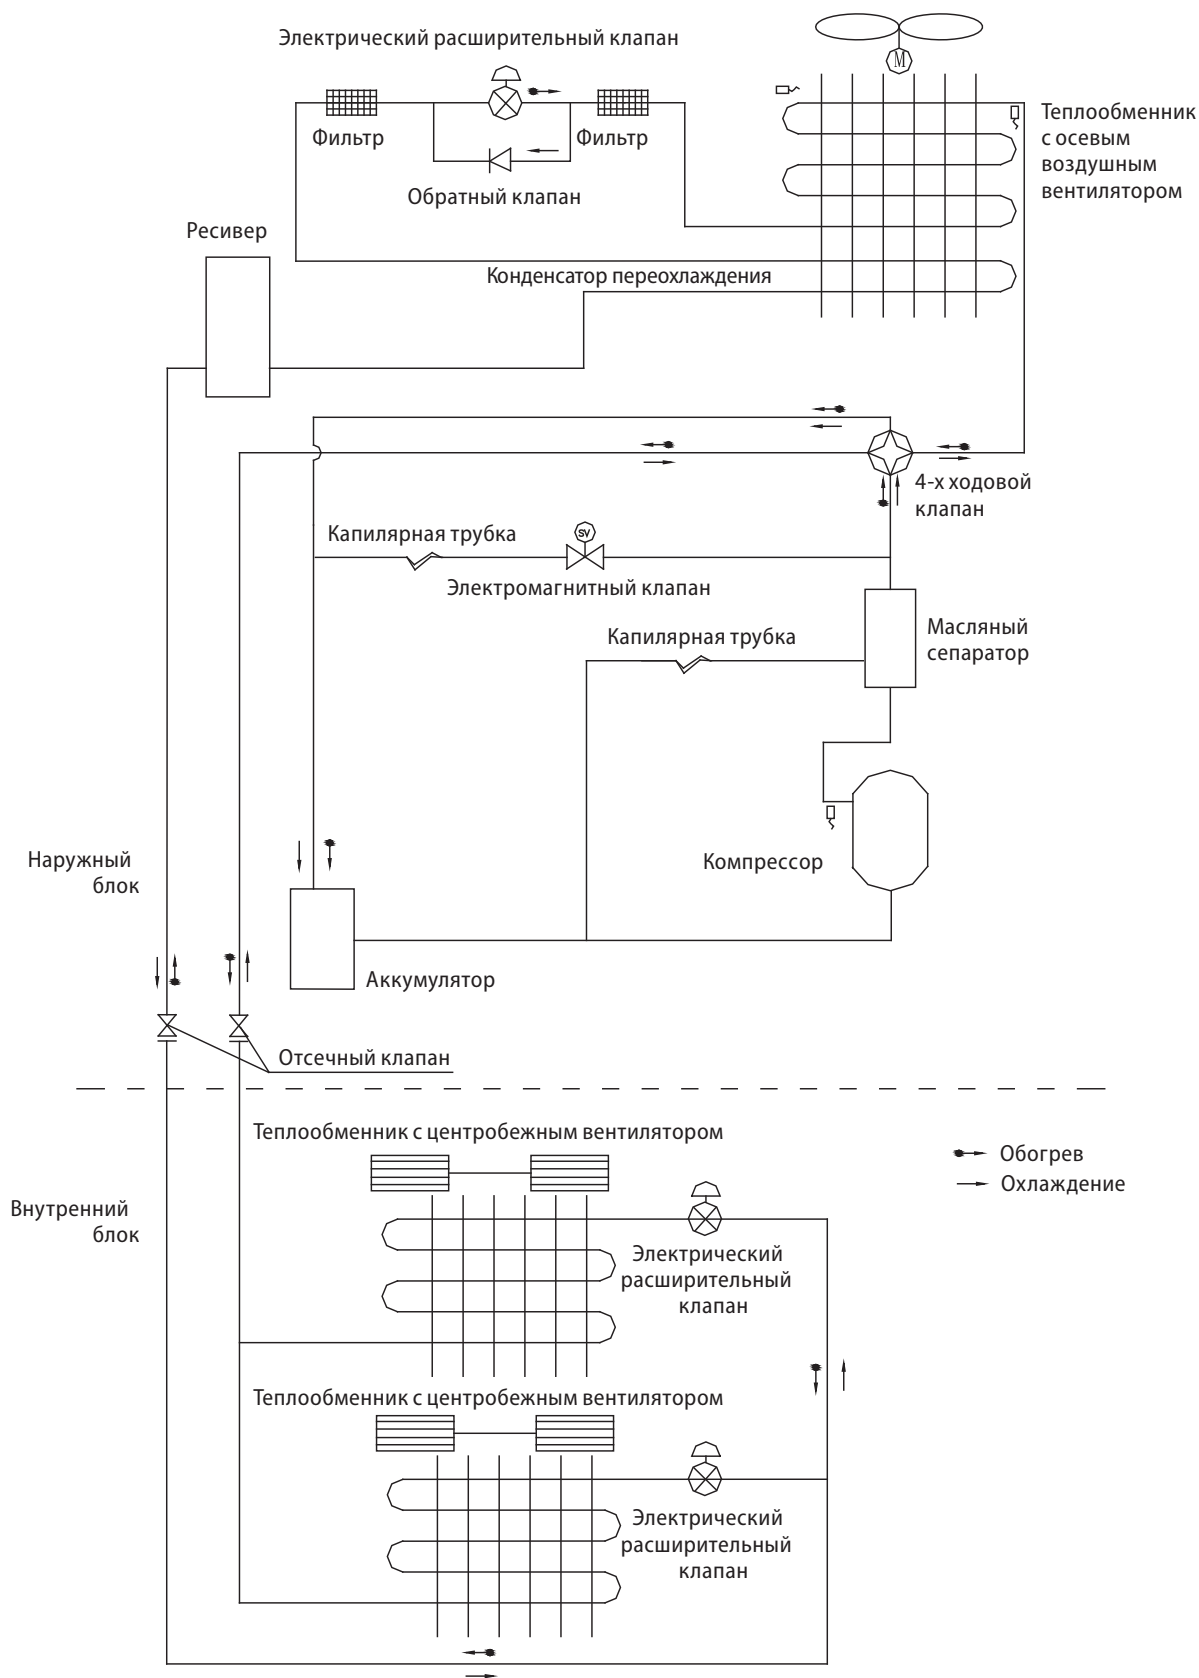 Электрический расширительный клапан
M
Фильтр
Фильтр
Обратный клапан
Теплообменник
с осевым
воздушным
вентилятором
Ресивер
Конденсатор переохлаждения
4-х ходовой
клапан
Капилярная трубка
SV
Электромагнитный клапан
Капилярная трубка
Масляный
сепаратор
Компрессор
Наружный
блок
Аккумулятор
Отсечный клапан
Теплообменник с центробежным вентилятором
Обогрев
Охлаждение
Внутренний
блок
Электрический
расширительный
клапан
Теплообменник с центробежным вентилятором
Электрический
расширительный
клапан